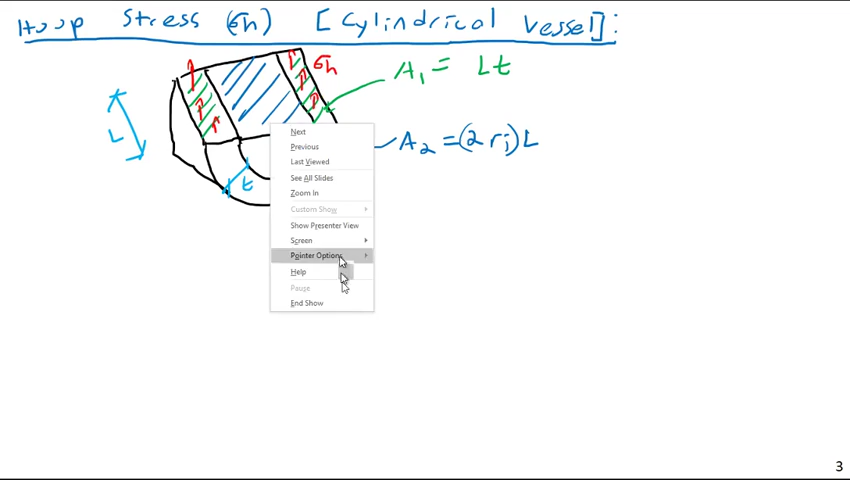 Hoop Stress (σh) [Cylindrical Vessel]:
σh
A1 = Lt
L
A2 = (2ri)L
t
Next
Previous
Last Viewed
See All Slides
Zoom In
Custom Show
Show Presenter View
Screen
Pointer Options
Help
Pause
End Show
3